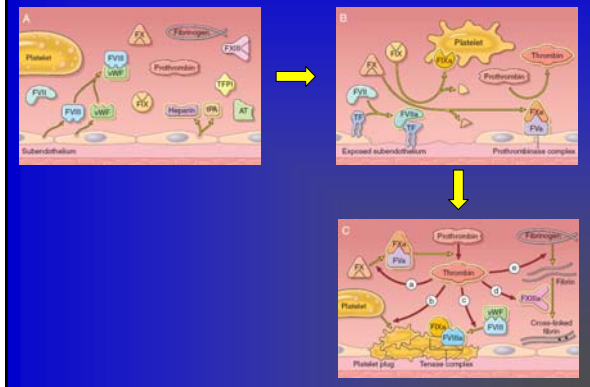 A
FX
Fibrinogen
FXIII
Platelet
FVIII
vWF
Prothrombin
TFPI
FVII
FVIII
vWF
FIX
Heparin
tPA
AT
Subendothelium
B
FX
FIX
Platelet
FIXa
Thrombin
Prothrombin
FVII
FVIIa
TF
TF
FXa
FVa
Exposed subendothelium
Prothrombinase complex
C
Prothrombin
Fibrinogen
FXa
FVa
FX
Thrombin
a
b
c
d
e
Fibrin
FXIIIa
Platelet
FIXa
FVIIIa
vWF
FVIII
Cross-linked
fibrin
Platelet plug
Tenase complex